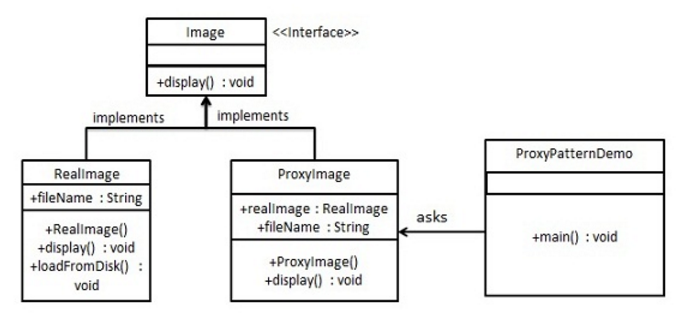 Image
<<Interface>>
+display() : void
implements
implements
RealImage
+fileName : String
+RealImage()
+display() : void
+loadFromDisk() :
void
ProxyImage
+realImage : RealImage
+fileName : String
+ProxyImage()
+display() : void
asks
ProxyPatternDemo
+main() : void